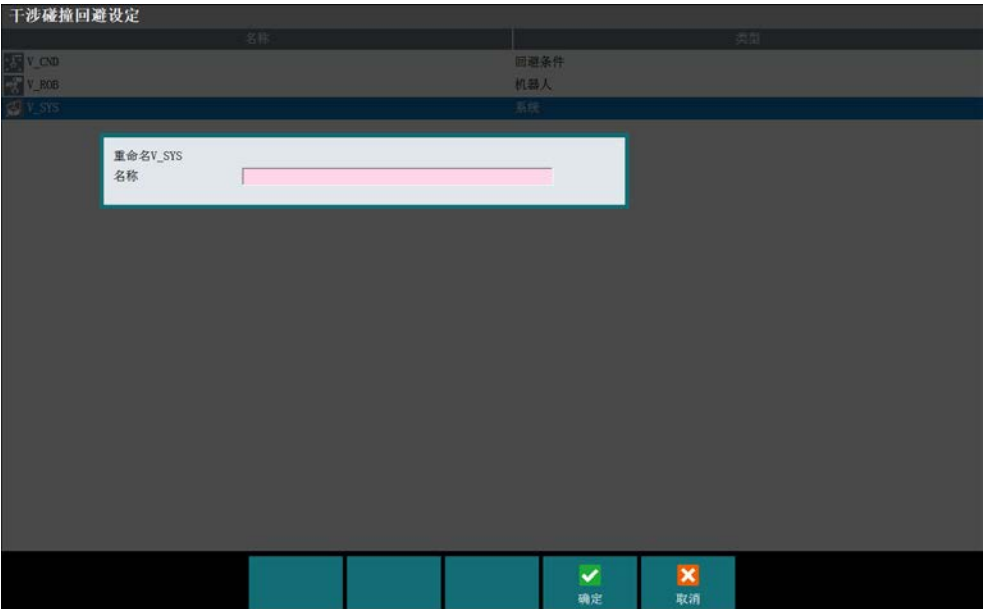 干涉碰撞回避设定
名称 类型
V_CND 回避条件
V_ROB 机器人
V_SYS 系统
重命名V_SYS
名称
确定 取消